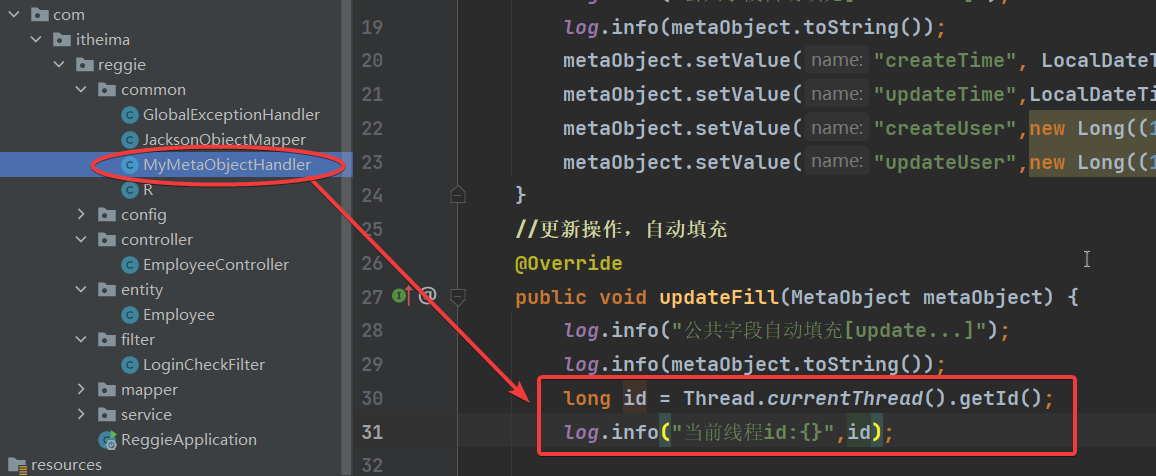 com
itheima
reggie
common
GlobalExceptionHandler
JacksonObjectMapper
MyMetaObjectHandler
R
config
controller
EmployeeController
entity
Employee
filter
LoginCheckFilter
mapper
service
ReggieApplication
resources
19 log.info(metaObject.toString());
20 metaObject.setValue( name: "createTime", LocalDateT
21 metaObject.setValue( name: "updateTime",LocalDateTi
22 metaObject.setValue( name: "createUser",new Long((1
23 metaObject.setValue( name: "updateUser",new Long((1
24 }
25 //更新操作，自动填充
26 @Override
27 public void updateFill(MetaObject metaObject) {
28 log.info("公共字段自动填充[update...]");
29 log.info(metaObject.toString());
30 long id = Thread.currentThread().getId();
31 log.info("当前线程id:{}",id);
32